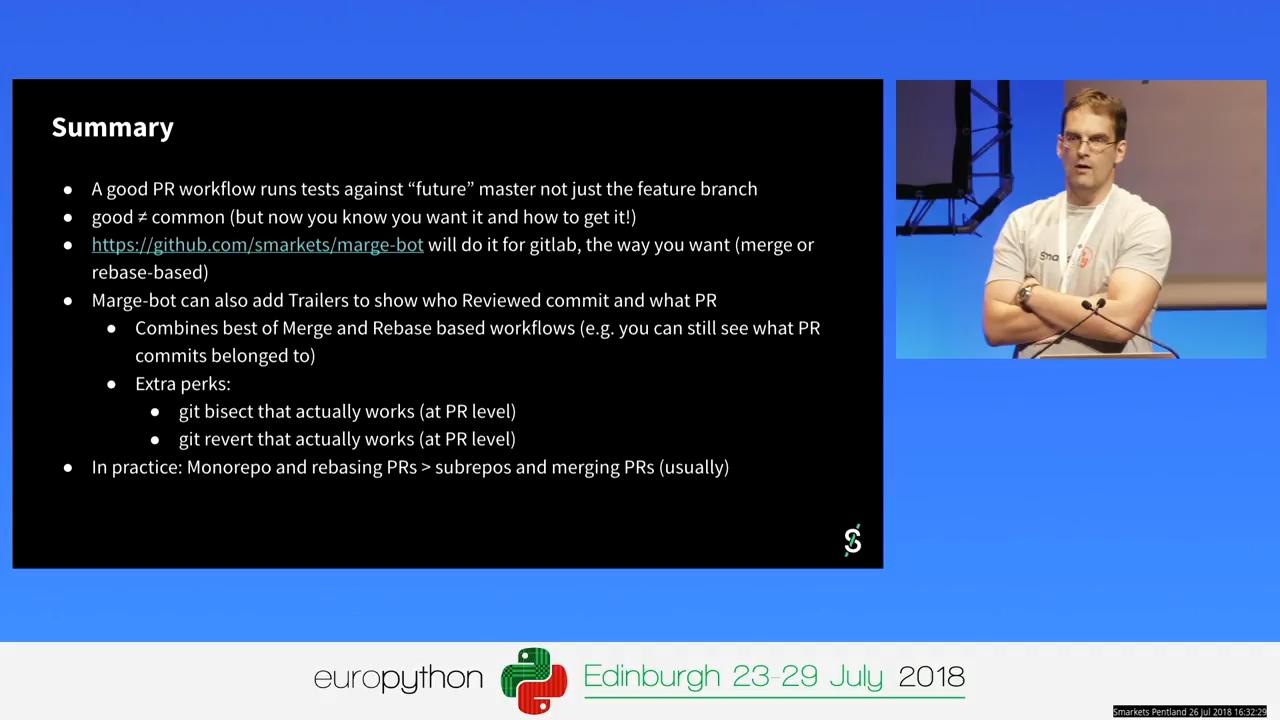 Summary
● A good PR workflow runs tests against “future” master not just the feature branch
● good ≠ common (but now you know you want it and how to get it!)
● https://github.com/smarkets/marge-bot will do it for gitlab, the way you want (merge or
rebase-based)
● Marge-bot can also add Trailers to show who Reviewed commit and what PR
● Combines best of Merge and Rebase based workflows (e.g. you can still see what PR
commits belonged to)
● Extra perks:
● git bisect that actually works (at PR level)
● git revert that actually works (at PR level)
● In practice: Monorepo and rebasing PRs > subrepos and merging PRs (usually)
S
europython Edinburgh 23-29 July 2018
Smarkets Pentland 26 Jul 2018 16:32:29